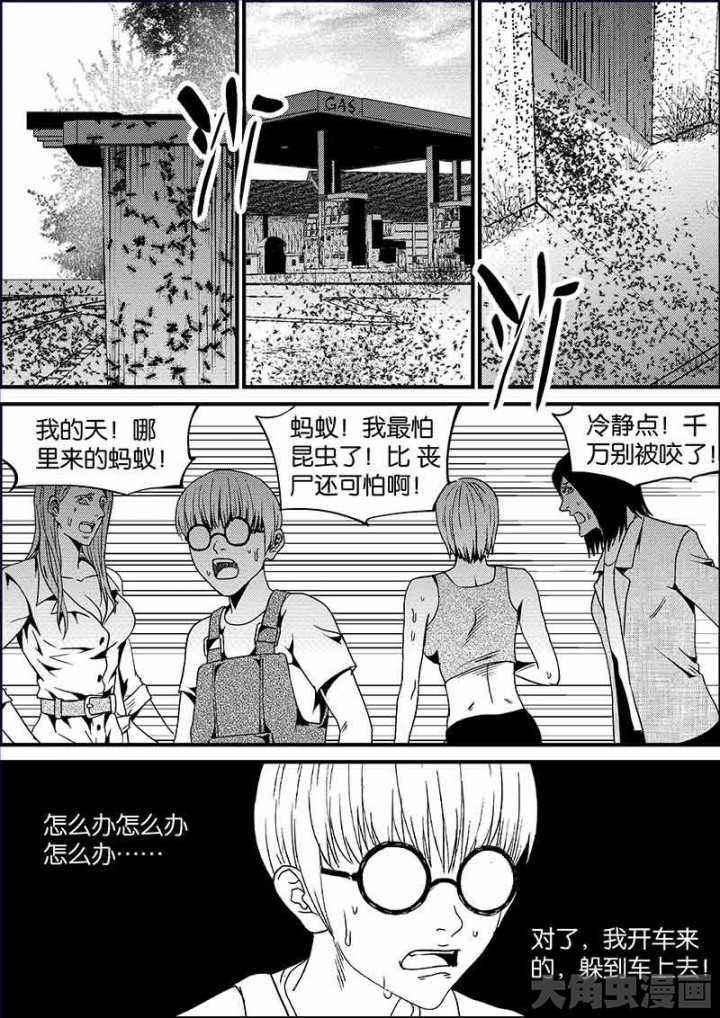 GAS
我的天！哪
里来的蚂蚁！
蚂蚁！我最怕
昆虫了！比 丧
尸还可怕啊！
冷静点！千
万别被咬了！
怎么办怎么办
怎么办……
对了，我开车来
的，躲到车上去！
大角虫漫画